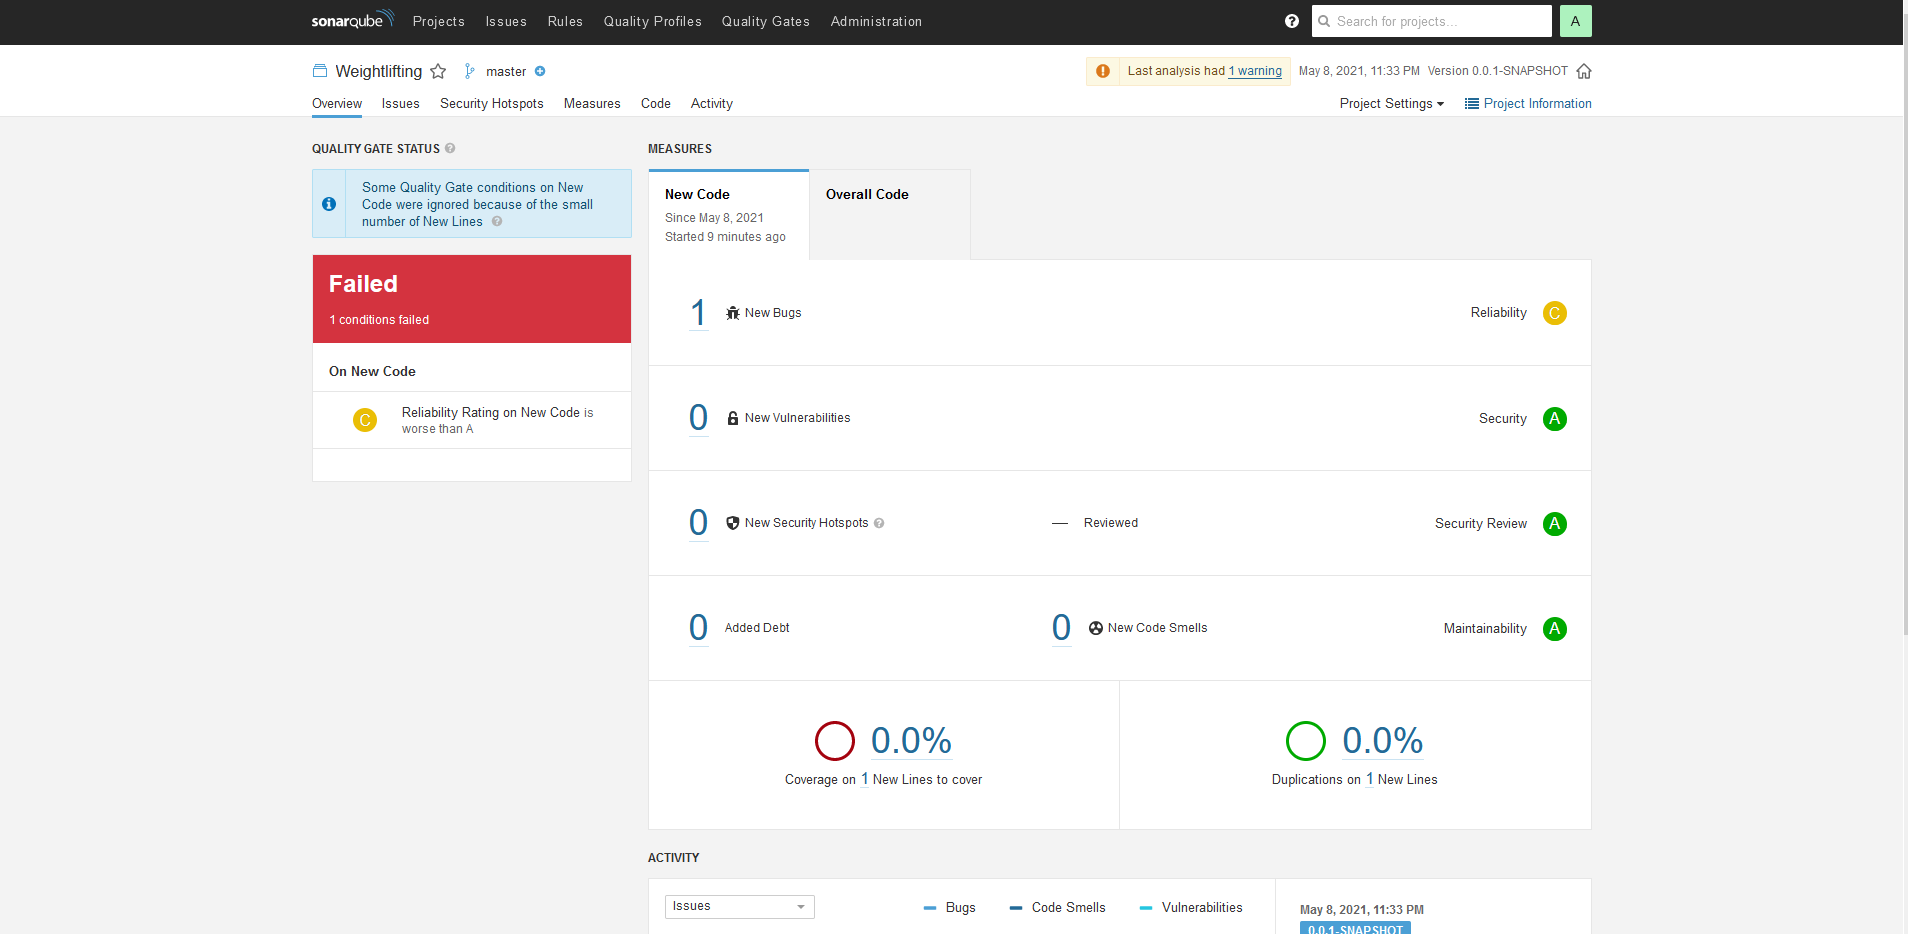 sonarqube Projects Issues Rules Quality Profiles Quality Gates Administration ? Search for projects... A
Weightlifting master Last analysis had 1 warning May 8, 2021, 11:33 PM Version 0.0.1-SNAPSHOT
Overview Issues Security Hotspots Measures Code Activity Project Settings Project Information
QUALITY GATE STATUS ?
Some Quality Gate conditions on New
Code were ignored because of the small
number of New Lines ?
Failed
1 conditions failed
On New Code
C Reliability Rating on New Code is
worse than A
MEASURES
New Code
Since May 8, 2021
Started 9 minutes ago
Overall Code
1 New Bugs Reliability C
0 New Vulnerabilities Security A
0 New Security Hotspots ? — Reviewed Security Review A
0 Added Debt 0 New Code Smells Maintainability A
0.0%
Coverage on 1 New Lines to cover
0.0%
Duplications on 1 New Lines
ACTIVITY
Issues Bugs Code Smells Vulnerabilities
May 8, 2021, 11:33 PM
0.0.1-SNAPSHOT